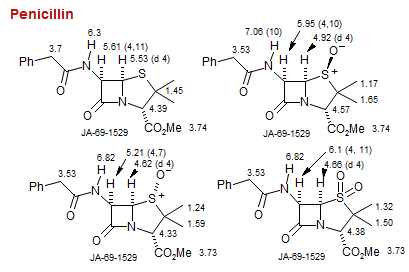 Penicillin
6.3
3.7
H
5.61 (4,11)
Ph
N
5.53 (d 4)
H H
S
O
1.45
N
O
4.39
CO₂Me 3.74
JA-69-1529
7.06 (10)
5.95 (4,10)
3.53
H
4.92 (d 4)
O⁻
Ph
N
H H
S
+
O
1.17
1.65
N
O
4.57
CO₂Me 3.74
JA-69-1529
6.82
5.21 (4,7)
3.53
H
4.62 (d 4)
O⁻
Ph
N
H H
S
+
O
1.24
1.59
N
O
4.33
CO₂Me 3.73
JA-69-1529
6.82
6.1 (4, 11)
3.53
H
4.66 (d 4)
O
Ph
N
H H
S
O
O
1.32
1.50
N
O
4.38
CO₂Me 3.73
JA-69-1529